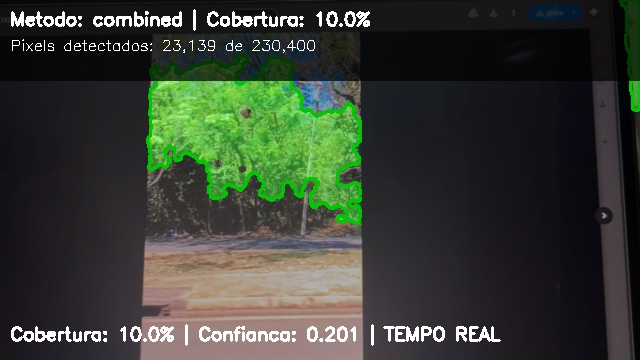 Metodo: combined | Cobertura: 10.0%
Pixels detectados: 23,139 de 230,400
Cobertura: 10.0% | Confianca: 0.201 | TEMPO REAL